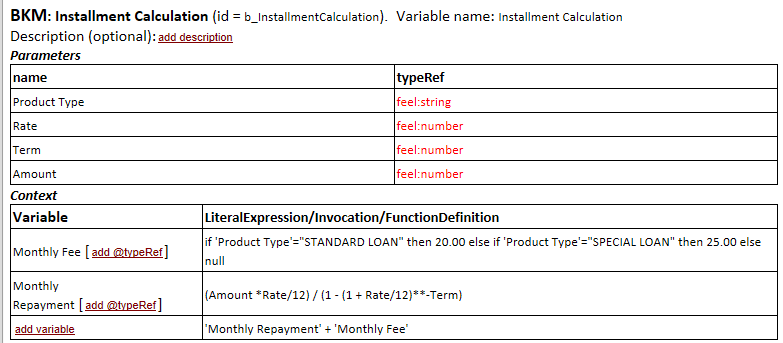 BKM: Installment Calculation (id = b_InstallmentCalculation).  Variable name: Installment Calculation
Description (optional): add description
Parameters
name typeRef
Product Type feel:string
Rate feel:number
Term feel:number
Amount feel:number
Context
Variable LiteralExpression/Invocation/FunctionDefinition
Monthly Fee [ add @typeRef ] if 'Product Type'="STANDARD LOAN" then 20.00 else if 'Product Type'="SPECIAL LOAN" then 25.00 else
null
Monthly
Repayment [ add @typeRef ] (Amount *Rate/12) / (1 - (1 + Rate/12)**-Term)
add variable 'Monthly Repayment' + 'Monthly Fee'